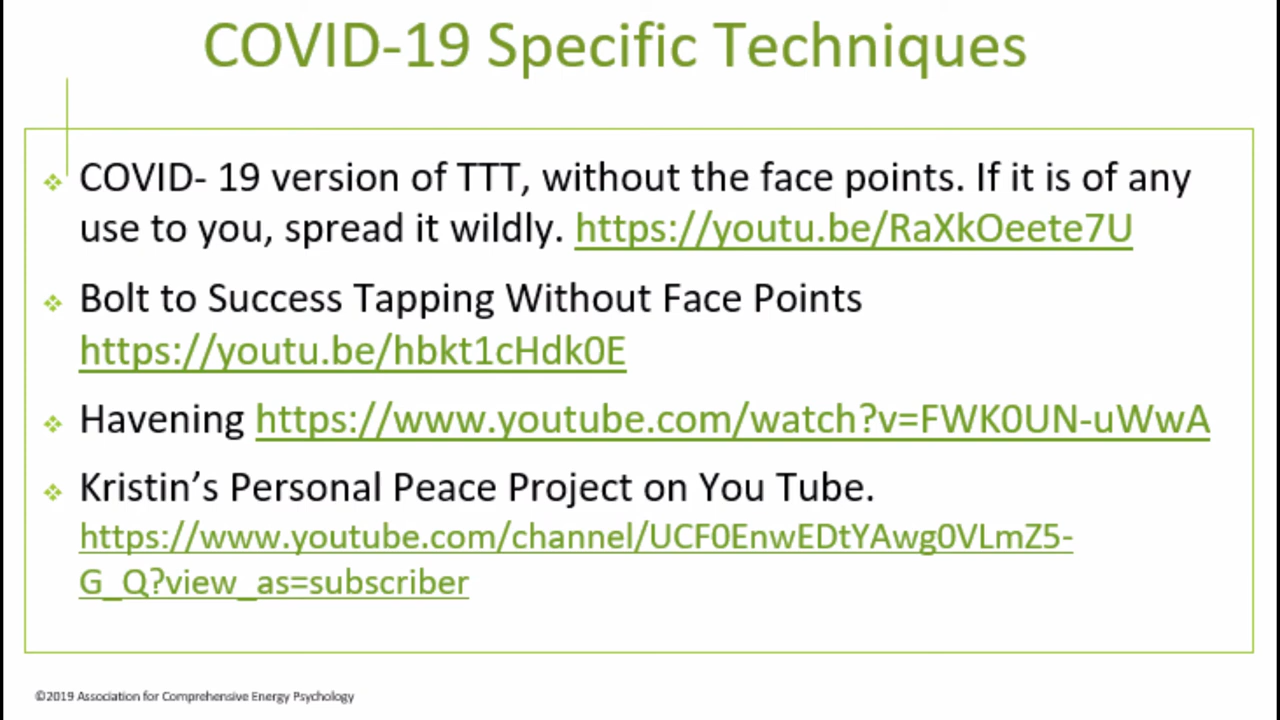 COVID-19 Specific Techniques
COVID- 19 version of TTT, without the face points. If it is of any
use to you, spread it wildly. https://youtu.be/RaXkOeete7U
Bolt to Success Tapping Without Face Points
https://youtu.be/hbkt1cHdk0E
Havening https://www.youtube.com/watch?v=FWK0UN-uWwA
Kristin’s Personal Peace Project on You Tube.
https://www.youtube.com/channel/UCF0EnwEDtYAwg0VLmZ5-
G_Q?view_as=subscriber
©2019 Association for Comprehensive Energy Psychology